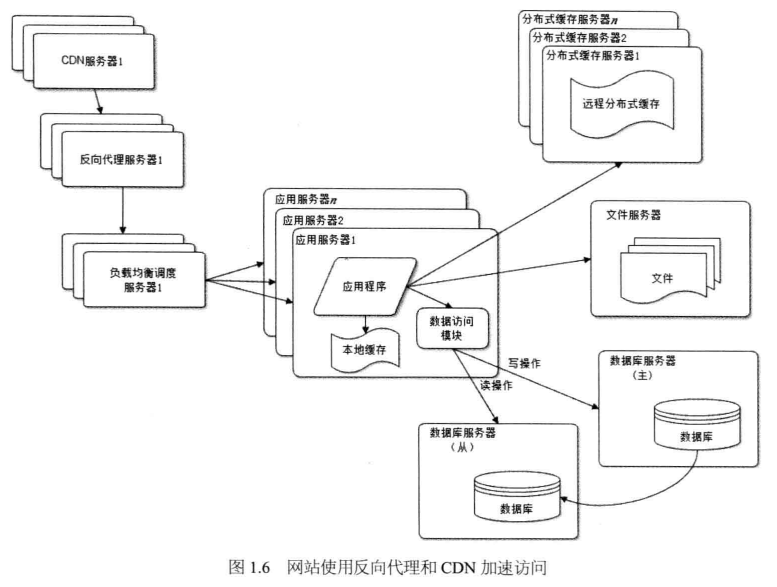 CDN服务器1
反向代理服务器1
负载均衡调度
服务器1
应用服务器n
应用服务器2
应用服务器1
应用程序
本地缓存
数据访问
模块
分布式缓存服务器n
分布式缓存服务器2
分布式缓存服务器1
远程分布式缓存
文件服务器
文件
写操作
读操作
数据库服务器
（主）
数据库
数据库服务器
（从）
数据库
图 1.6 网站使用反向代理和 CDN 加速访问